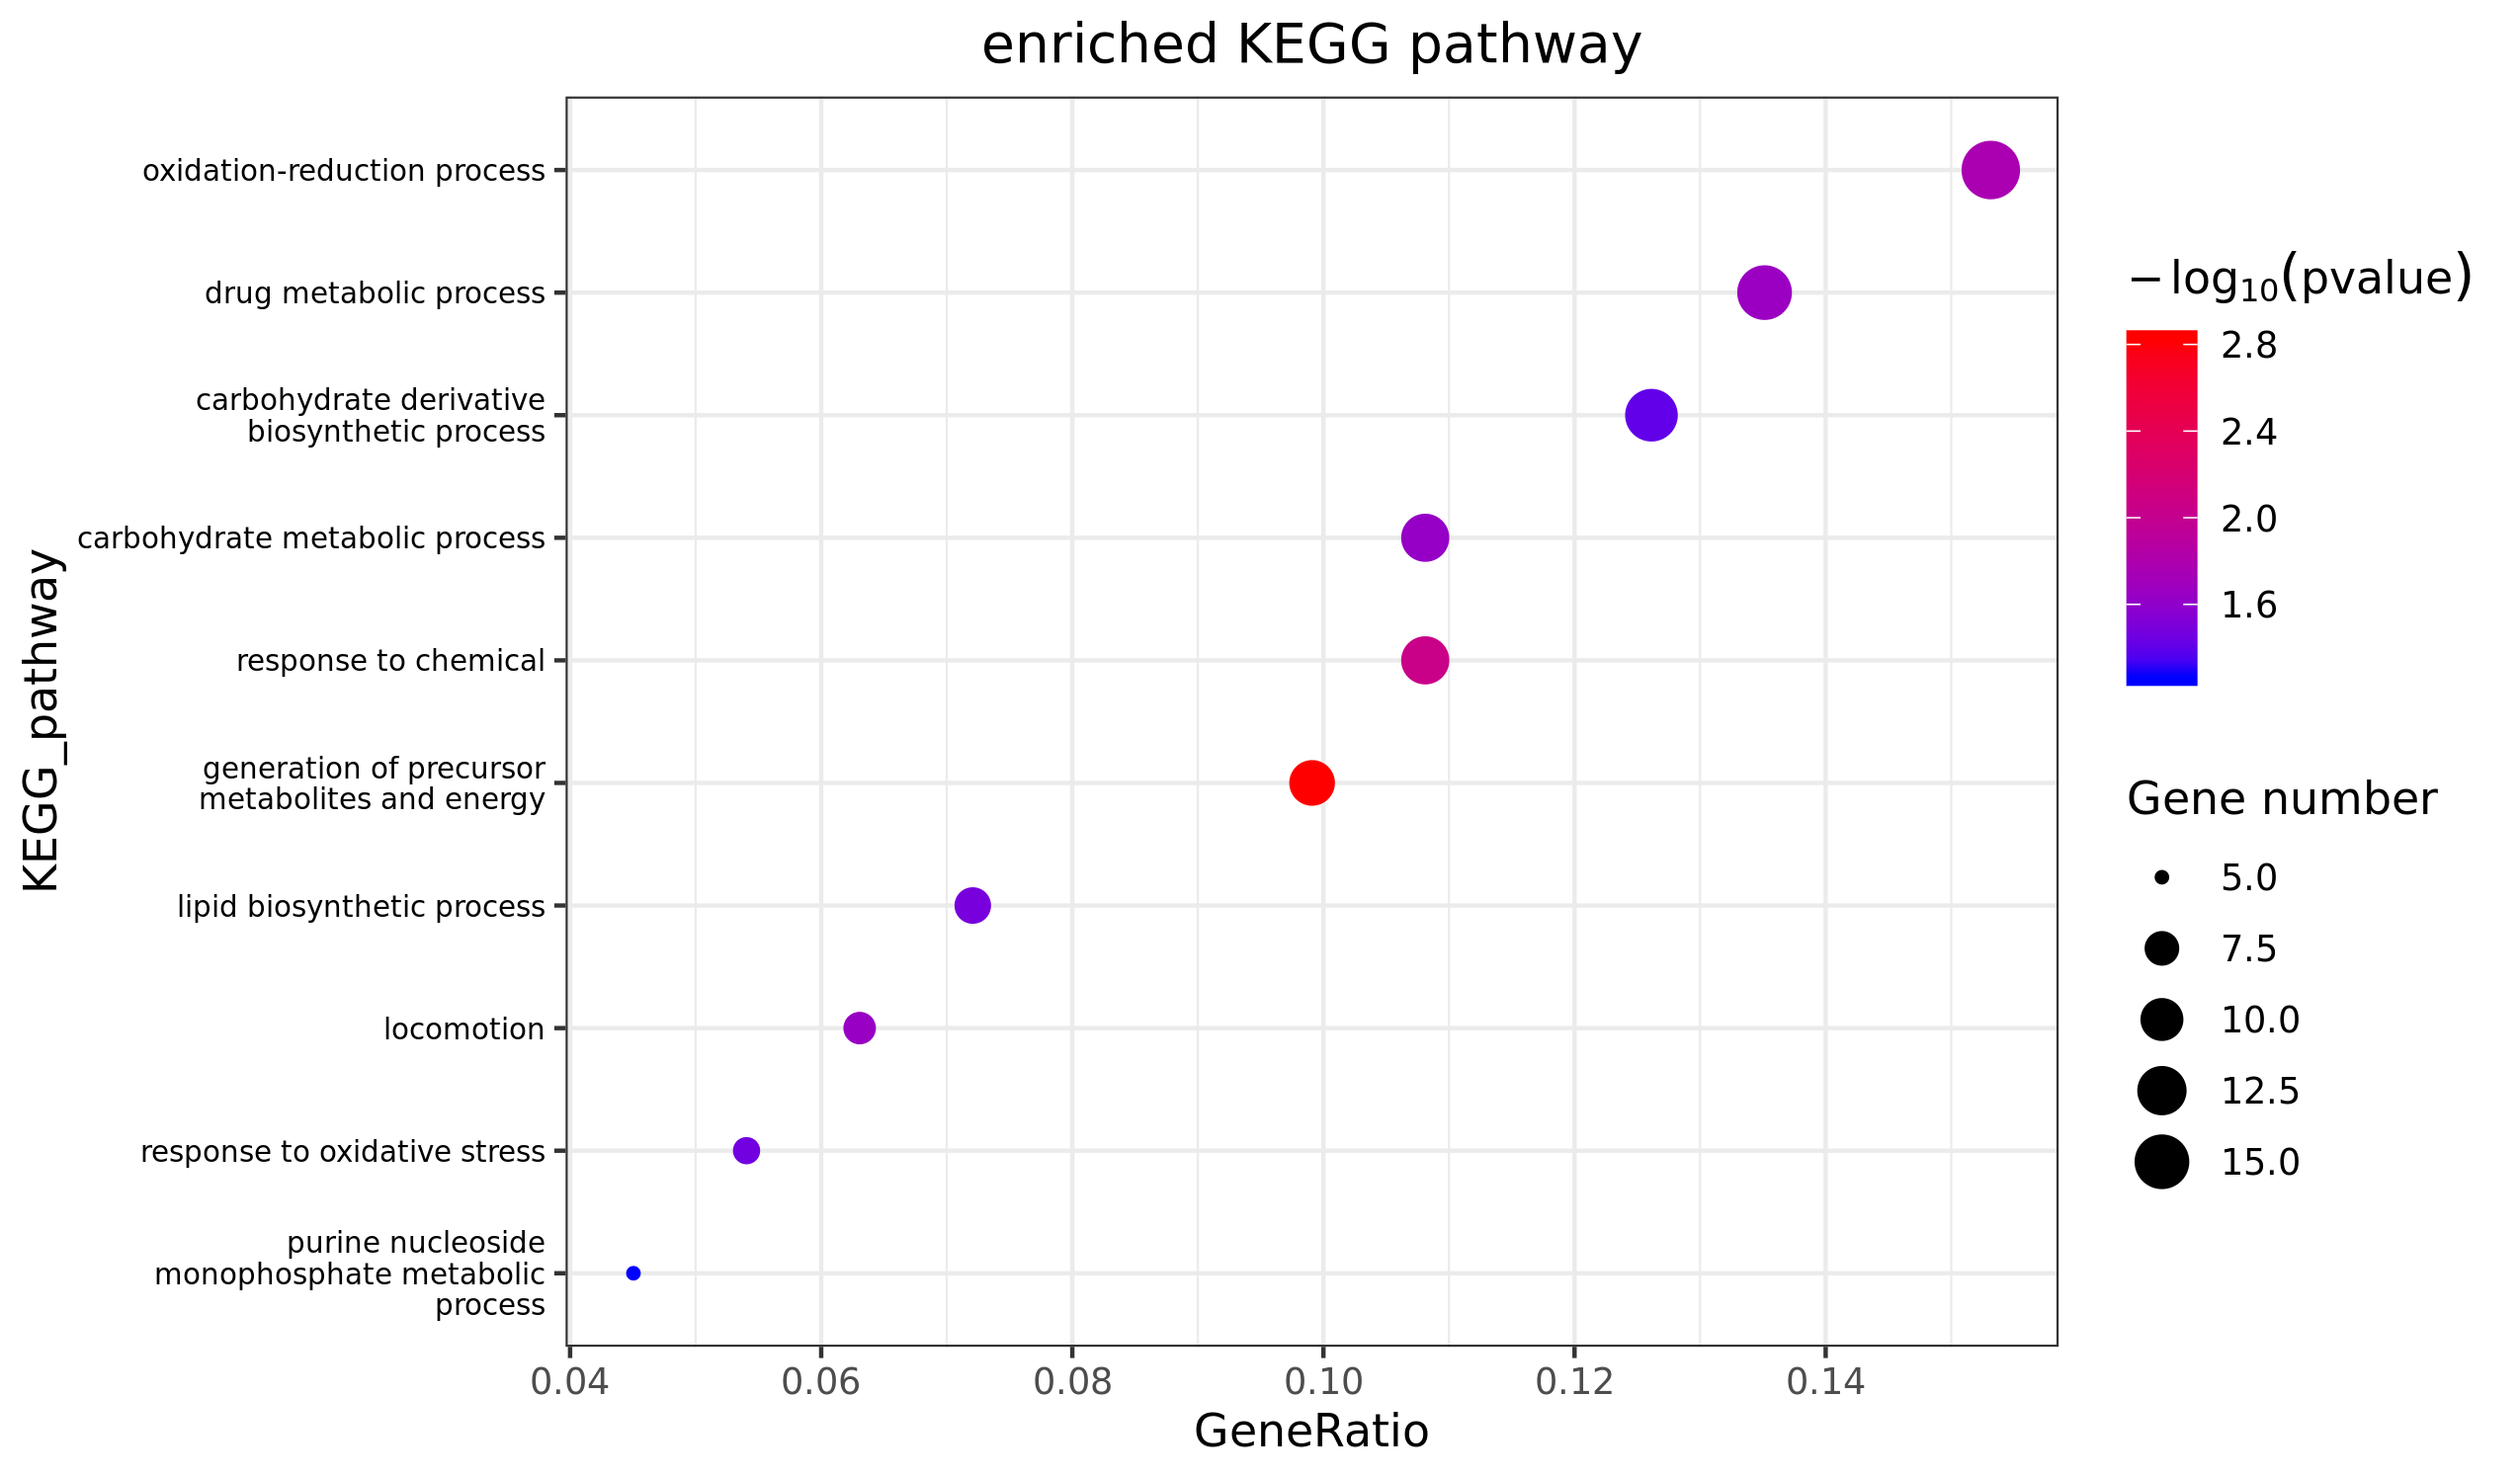 enriched KEGG pathway
KEGG_pathway
oxidation-reduction process
drug metabolic process
carbohydrate derivative
biosynthetic process
carbohydrate metabolic process
response to chemical
generation of precursor
metabolites and energy
lipid biosynthetic process
locomotion
response to oxidative stress
purine nucleoside
monophosphate metabolic
process
0.04 0.06 0.08 0.10 0.12 0.14
GeneRatio
−log₁₀(pvalue)
2.8
2.4
2.0
1.6
Gene number
5.0
7.5
10.0
12.5
15.0